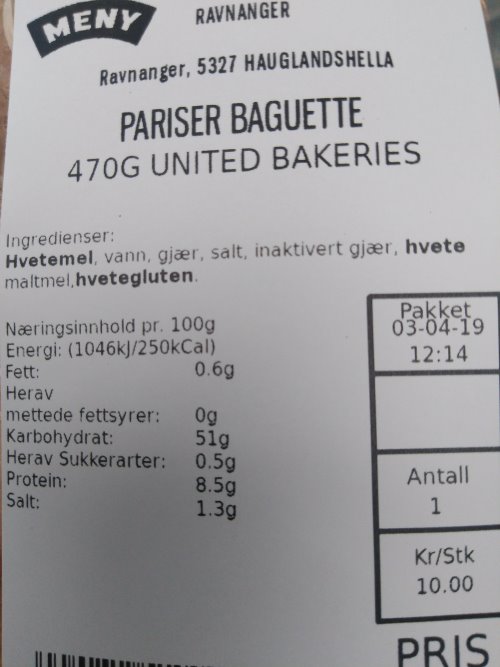 MENY
RAVNANGER
Ravnanger, 5327 HAUGLANDSHELLA
PARISER BAGUETTE
470G UNITED BAKERIES
Ingredienser:
Hvetemel, vann, gjær, salt, inaktivert gjær, hvete
maltmel,hvetegluten.
Næringsinnhold pr. 100g
Energi: (1046kJ/250kCal)
Fett: 0.6g
Herav
mettede fettsyrer: 0g
Karbohydrat: 51g
Herav Sukkerarter: 0.5g
Protein: 8.5g
Salt: 1.3g
Pakket
03-04-19
12:14
Antall
1
Kr/Stk
10.00
PRIS